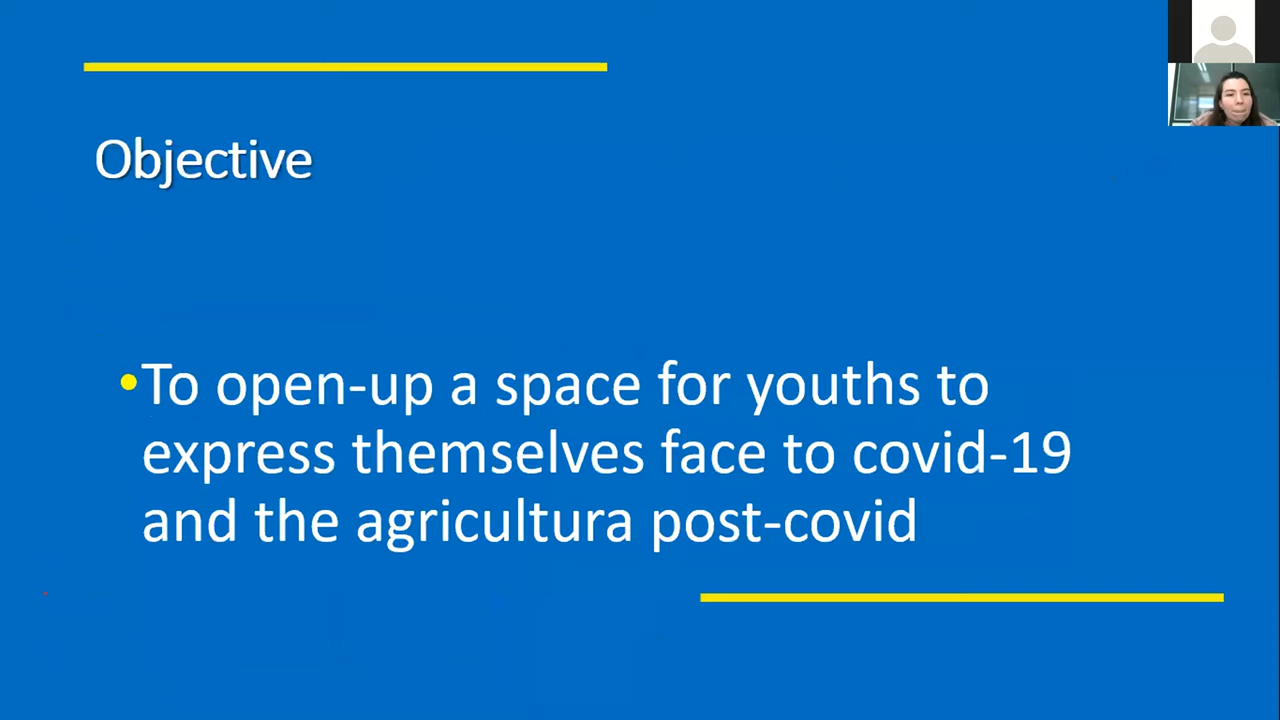 Objective
•To open-up a space for youths to
express themselves face to covid-19
and the agricultura post-covid